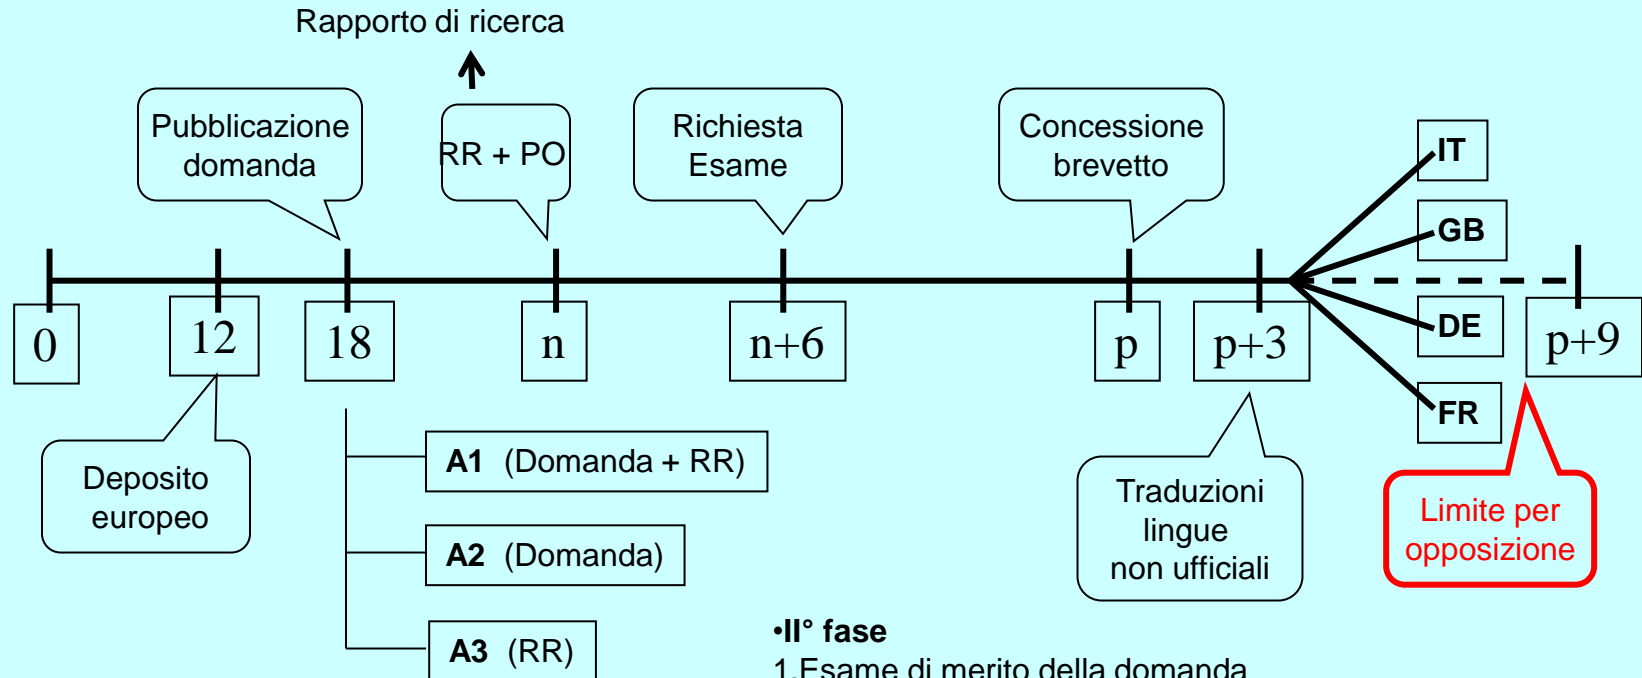 Rapporto di ricerca
Pubblicazione
domanda
RR + PO
Richiesta
Esame
Concessione
brevetto
IT
GB
DE
FR
0
12
18
n
n+6
p
p+3
p+9
Deposito
europeo
A1 (Domanda + RR)
A2 (Domanda)
A3 (RR)
Traduzioni
lingue
non ufficiali
Limite per
opposizione
•II° fase
1.Esame di merito della domanda